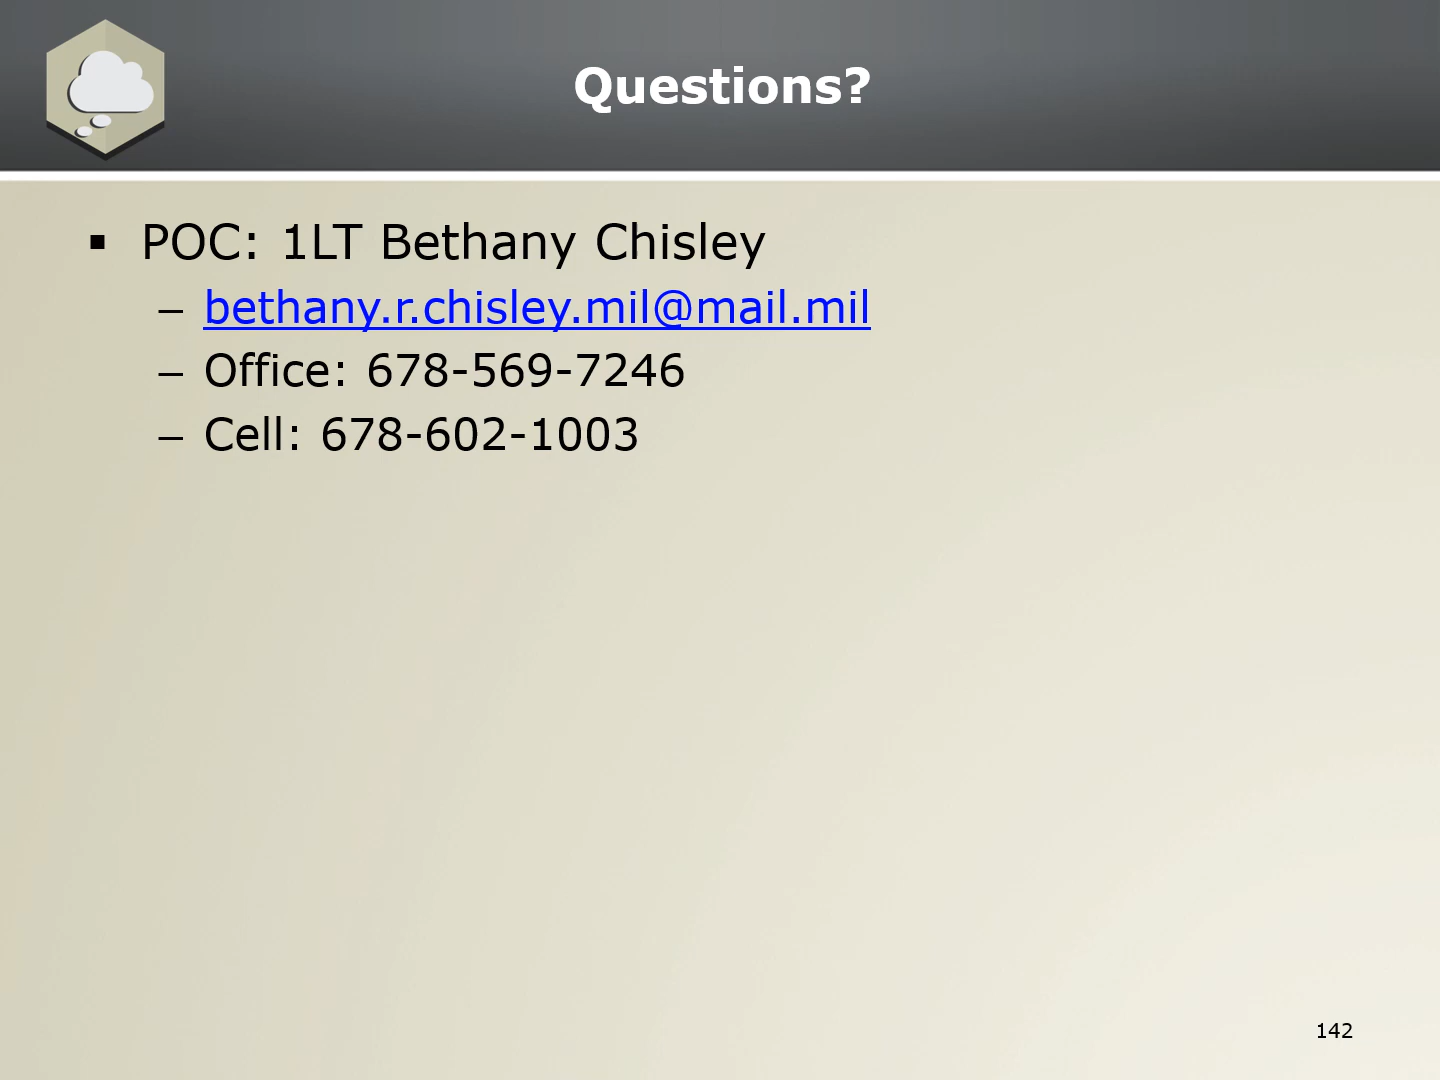 Questions?
▪ POC: 1LT Bethany Chisley
– bethany.r.chisley.mil@mail.mil
– Office: 678-569-7246
– Cell: 678-602-1003
142